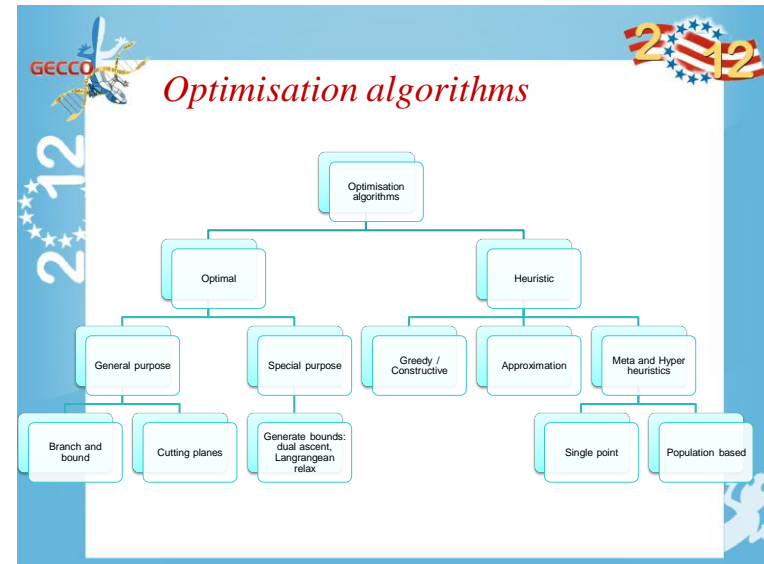 GECCO
2012
2012
Optimisation algorithms
Optimisation
algorithms
Optimal
Heuristic
General purpose
Special purpose
Greedy /
Constructive
Approximation
Meta and Hyper
heuristics
Branch and
bound
Cutting planes
Generate bounds:
dual ascent,
Langrangean
relax
Single point
Population based